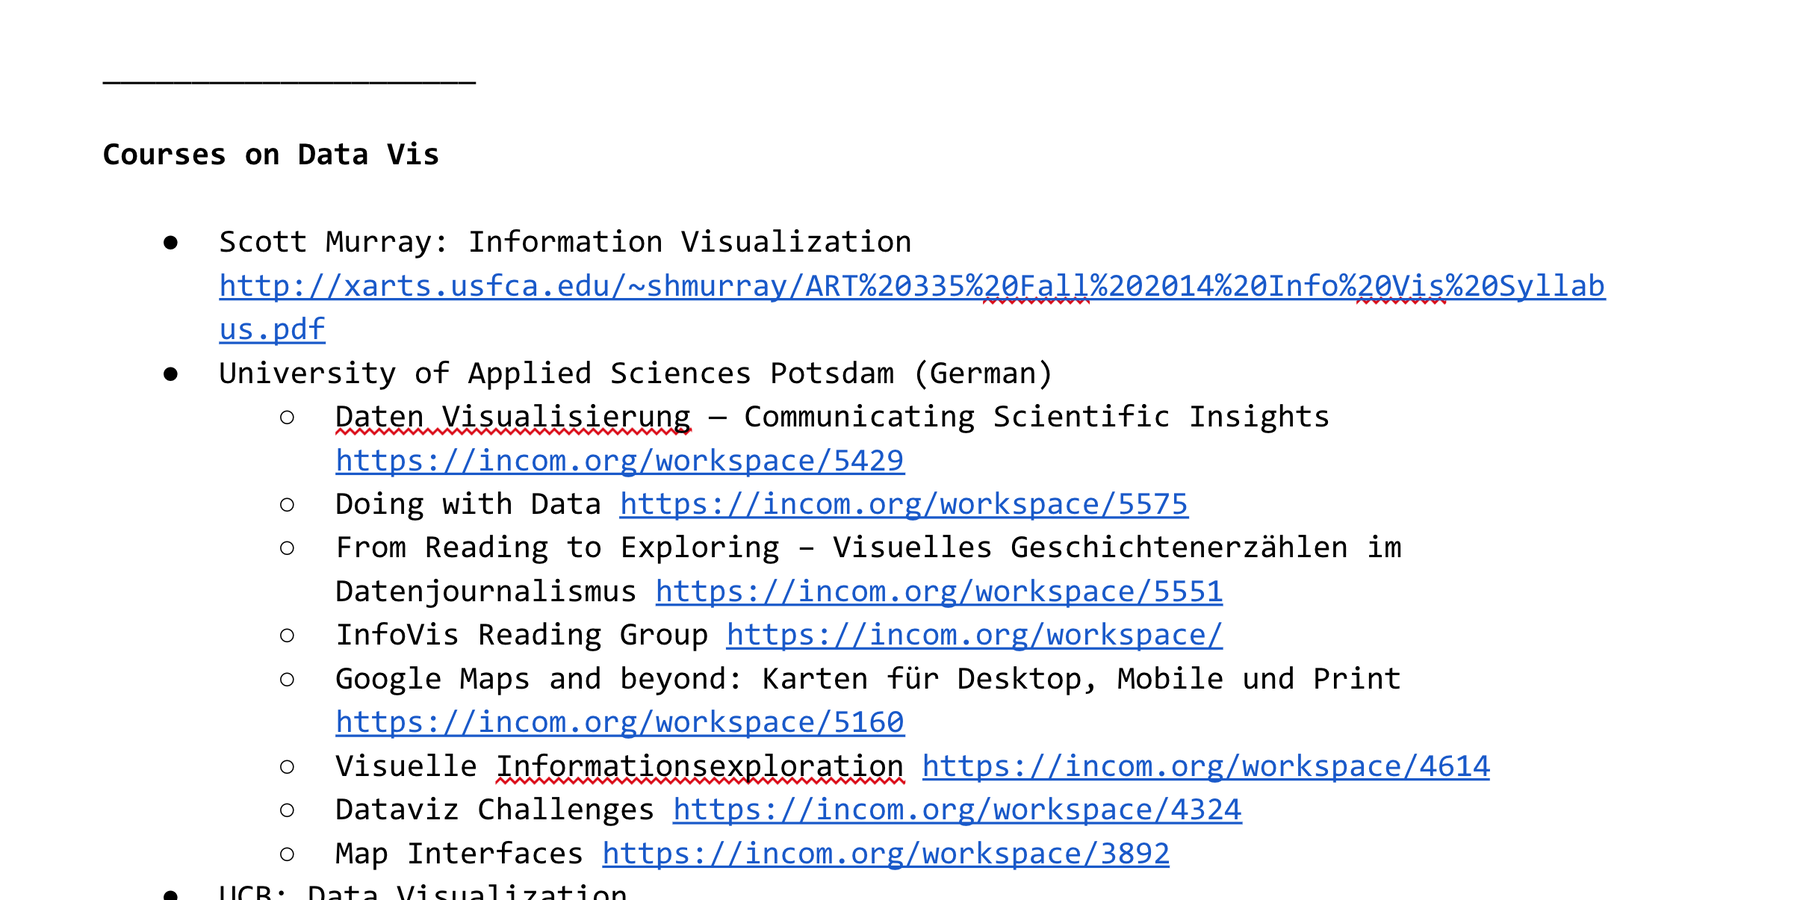 Courses on Data Vis
● Scott Murray: Information Visualization
http://xarts.usfca.edu/~shmurray/ART%20335%20Fall%202014%20Info%20Vis%20Syllab
us.pdf
● University of Applied Sciences Potsdam (German)
○ Daten Visualisierung – Communicating Scientific Insights
https://incom.org/workspace/5429
○ Doing with Data https://incom.org/workspace/5575
○ From Reading to Exploring – Visuelles Geschichtenerzählen im
Datenjournalismus https://incom.org/workspace/5551
○ InfoVis Reading Group https://incom.org/workspace/
○ Google Maps and beyond: Karten für Desktop, Mobile und Print
https://incom.org/workspace/5160
○ Visuelle Informationsexploration https://incom.org/workspace/4614
○ Dataviz Challenges https://incom.org/workspace/4324
○ Map Interfaces https://incom.org/workspace/3892
● UCB: Data Visualization